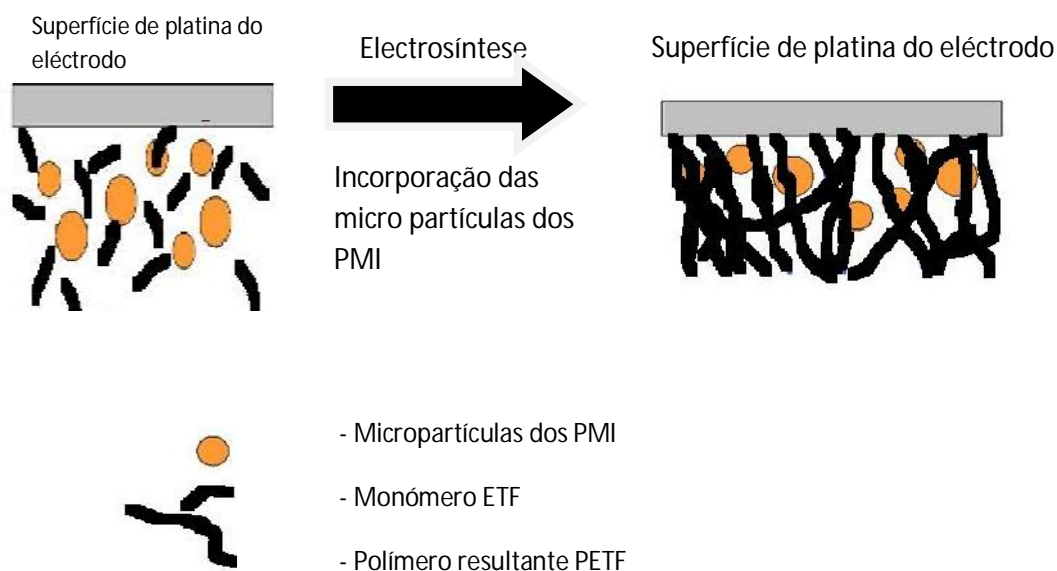 Superfície de platina do
eléctrodo
Electrosíntese
Superfície de platina do eléctrodo
Incorporação das
micro partículas dos
PMI
- Micropartículas dos PMI
- Monómero ETF
- Polímero resultante PETF